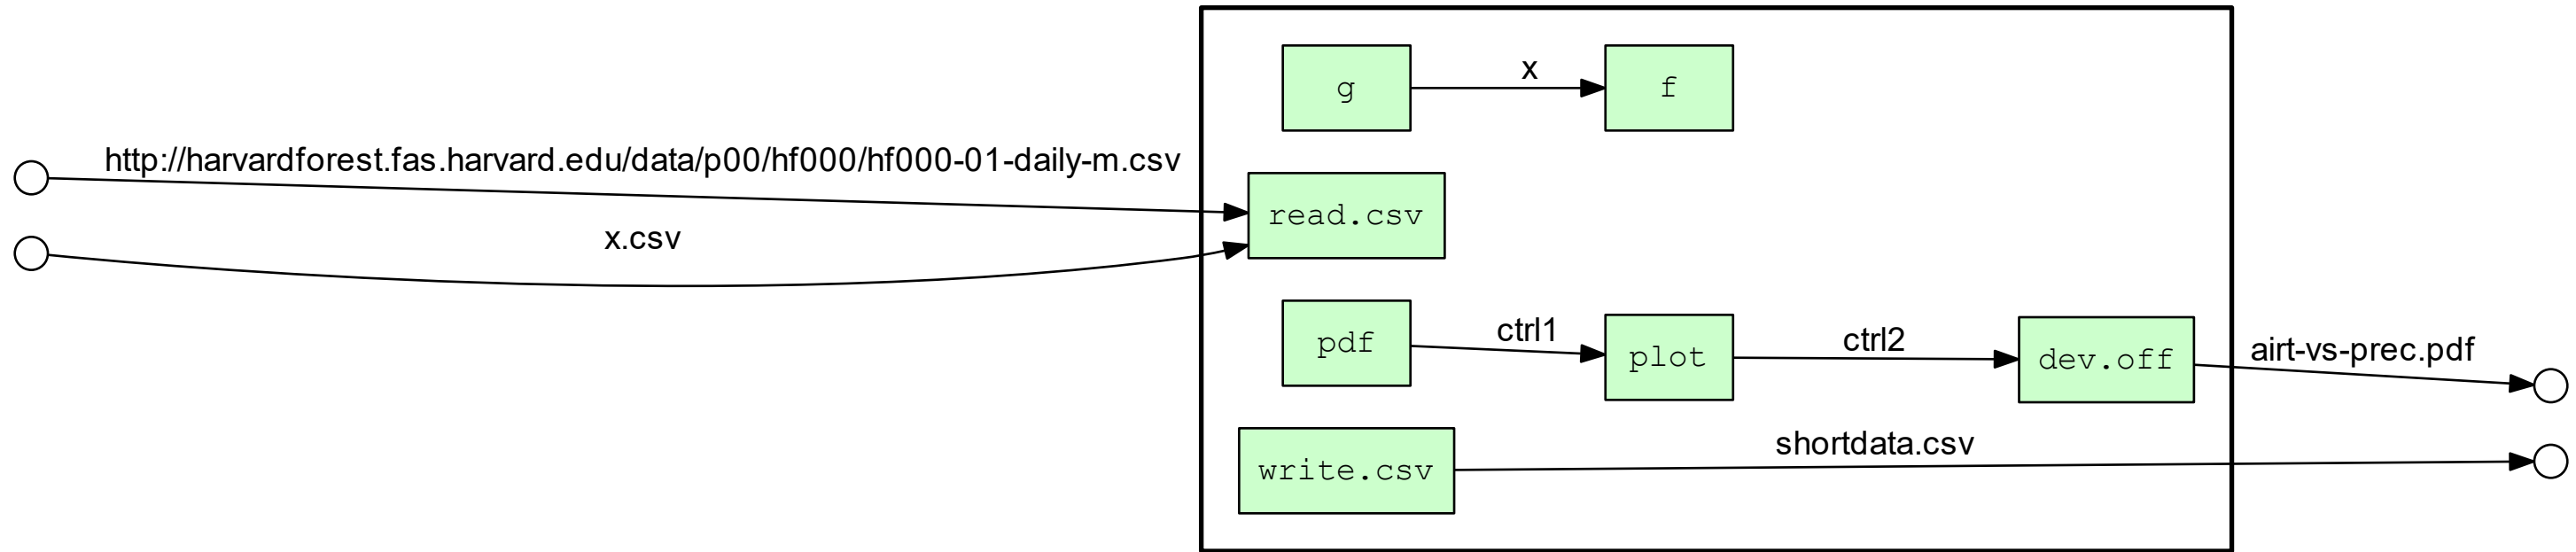 g
x
f
http://harvardforest.fas.harvard.edu/data/p00/hf000/hf000-01-daily-m.csv
read.csv
x.csv
pdf
ctrl1
plot
ctrl2
dev.off
airt-vs-prec.pdf
write.csv
shortdata.csv